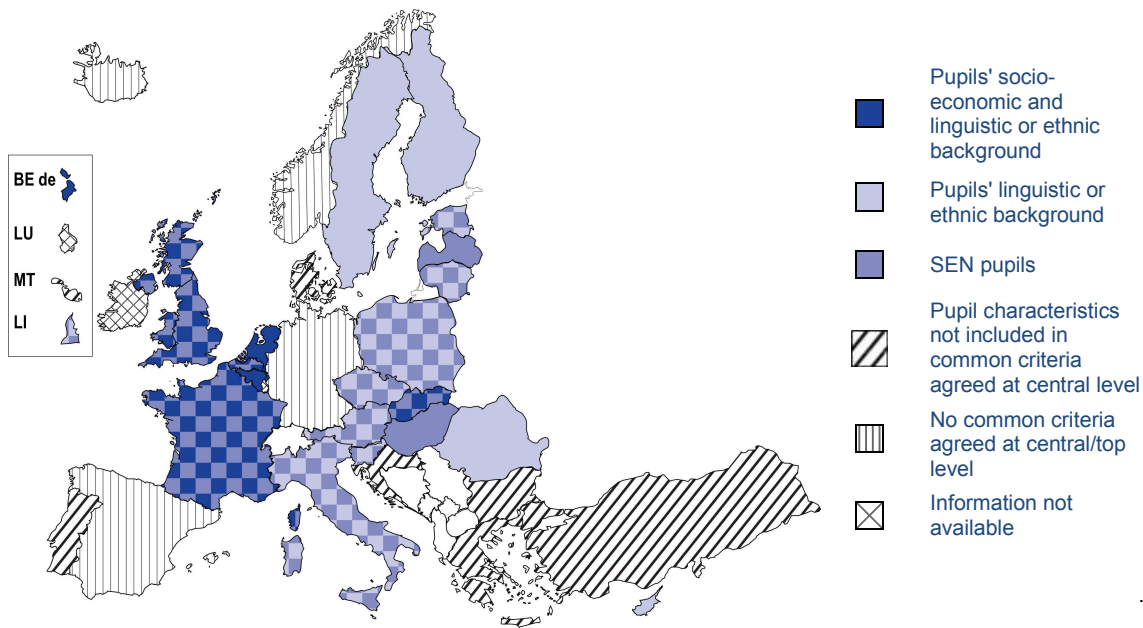 BE de
LU
MT
LI
Pupils' socio-
economic and
linguistic or ethnic
background
Pupils' linguistic or
ethnic background
SEN pupils
Pupil characteristics
not included in
common criteria
agreed at central level
No common criteria
agreed at central/top
level
Information not
available
.